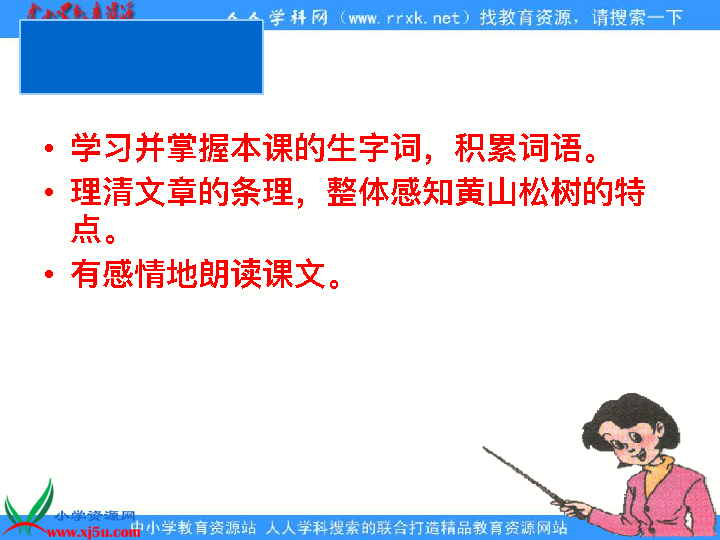 人人学科网（www.rrxk.net）找教育资源，请搜索一下
• 学习并掌握本课的生字词，积累词语。
• 理清文章的条理，整体感知黄山松树的特
点。
• 有感情地朗读课文。
小学资源网
www.xj5u.com
中小学教育资源站 人人学科搜索的联合打造精品教育资源网站